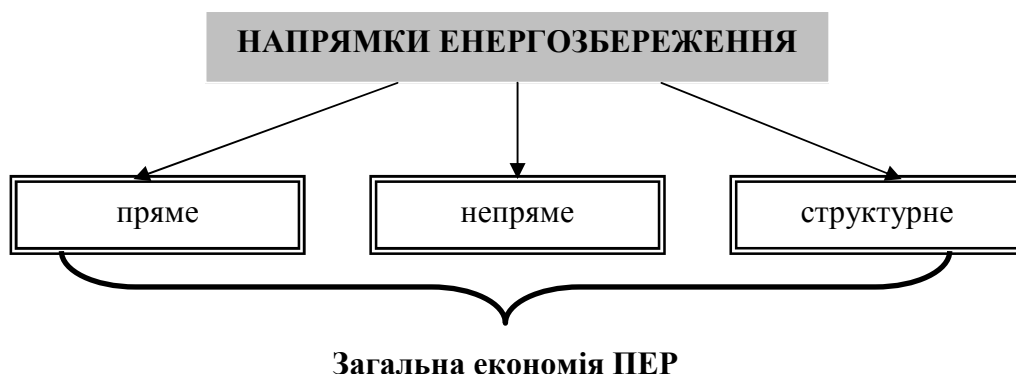 НАПРЯМКИ ЕНЕРГОЗБЕРЕЖЕННЯ
пряме
непряме
структурне
Загальна економія ПЕР